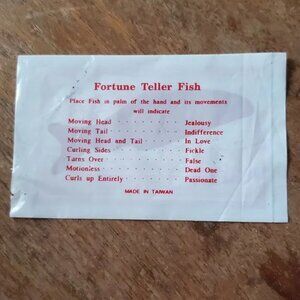 Fortune Teller Fish
Place Fish in palm of the hand and its movements
will indicate
Moving Head · · · · · · · · · · Jealousy
Moving Tail · · · · · · · · · · Indifference
Moving Head and Tail · · · · · · In Love
Curling Sides · · · · · · · · · · Fickle
Turns Over · · · · · · · · · · False
Motionless · · · · · · · · · · Dead One
Curls up Entirely · · · · · · · · Passionate
MADE IN TAIWAN